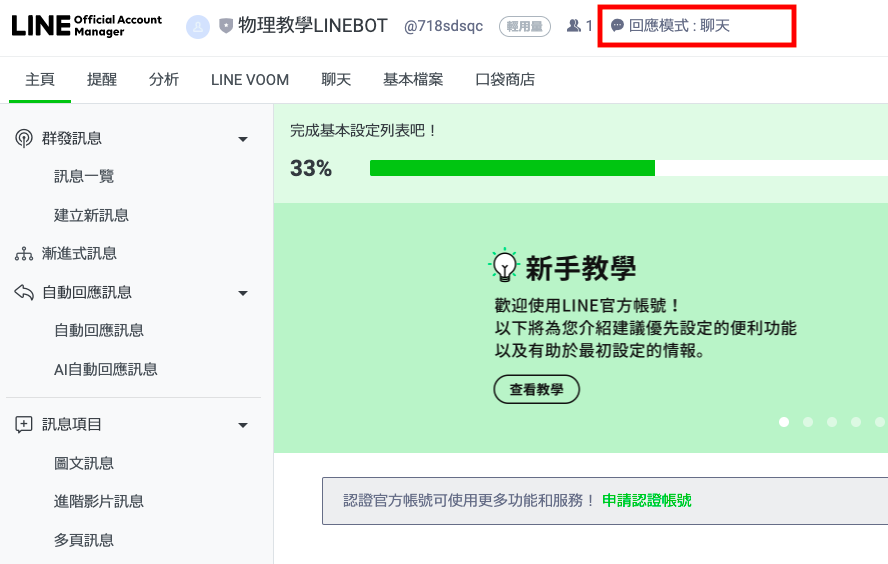 LINE Official Account Manager
物理教學LINEBOT
@718sdsqc
輕用量
1
回應模式 : 聊天
主頁
提醒
分析
LINE VOOM
聊天
基本檔案
口袋商店
群發訊息
訊息一覽
建立新訊息
漸進式訊息
自動回應訊息
自動回應訊息
AI自動回應訊息
訊息項目
圖文訊息
進階影片訊息
多頁訊息
完成基本設定列表吧！
33%
新手教學
歡迎使用LINE官方帳號！
以下將為您介紹建議優先設定的便利功能
以及有助於最初設定的情報。
查看教學
認證官方帳號可使用更多功能和服務！ 申請認證帳號